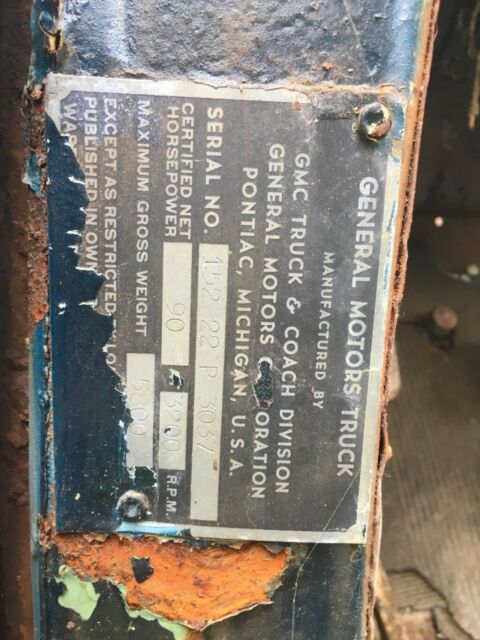 GENERAL MOTORS TRUCK
MANUFACTURED BY
GMC TRUCK & COACH DIVISION
GENERAL MOTORS CORPORATION
PONTIAC, MICHIGAN, U.S.A.
SERIAL NO. 152 22 P 3037
CERTIFIED NET
HORSEPOWER 90 3200 R.P.M.
MAXIMUM GROSS WEIGHT 5800
EXCEPT AS RESTRICTED
PUBLISHED IN OWN